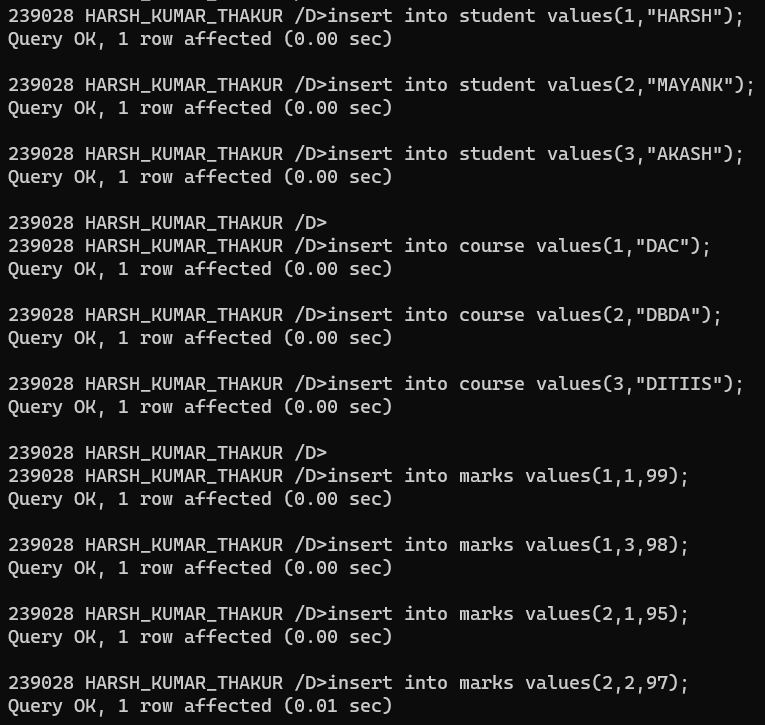 239028 HARSH_KUMAR_THAKUR /D>insert into student values(1,"HARSH");
Query OK, 1 row affected (0.00 sec)
239028 HARSH_KUMAR_THAKUR /D>insert into student values(2,"MAYANK");
Query OK, 1 row affected (0.00 sec)
239028 HARSH_KUMAR_THAKUR /D>insert into student values(3,"AKASH");
Query OK, 1 row affected (0.00 sec)
239028 HARSH_KUMAR_THAKUR /D>
239028 HARSH_KUMAR_THAKUR /D>insert into course values(1,"DAC");
Query OK, 1 row affected (0.00 sec)
239028 HARSH_KUMAR_THAKUR /D>insert into course values(2,"DBDA");
Query OK, 1 row affected (0.00 sec)
239028 HARSH_KUMAR_THAKUR /D>insert into course values(3,"DITIIS");
Query OK, 1 row affected (0.00 sec)
239028 HARSH_KUMAR_THAKUR /D>
239028 HARSH_KUMAR_THAKUR /D>insert into marks values(1,1,99);
Query OK, 1 row affected (0.00 sec)
239028 HARSH_KUMAR_THAKUR /D>insert into marks values(1,3,98);
Query OK, 1 row affected (0.00 sec)
239028 HARSH_KUMAR_THAKUR /D>insert into marks values(2,1,95);
Query OK, 1 row affected (0.00 sec)
239028 HARSH_KUMAR_THAKUR /D>insert into marks values(2,2,97);
Query OK, 1 row affected (0.01 sec)